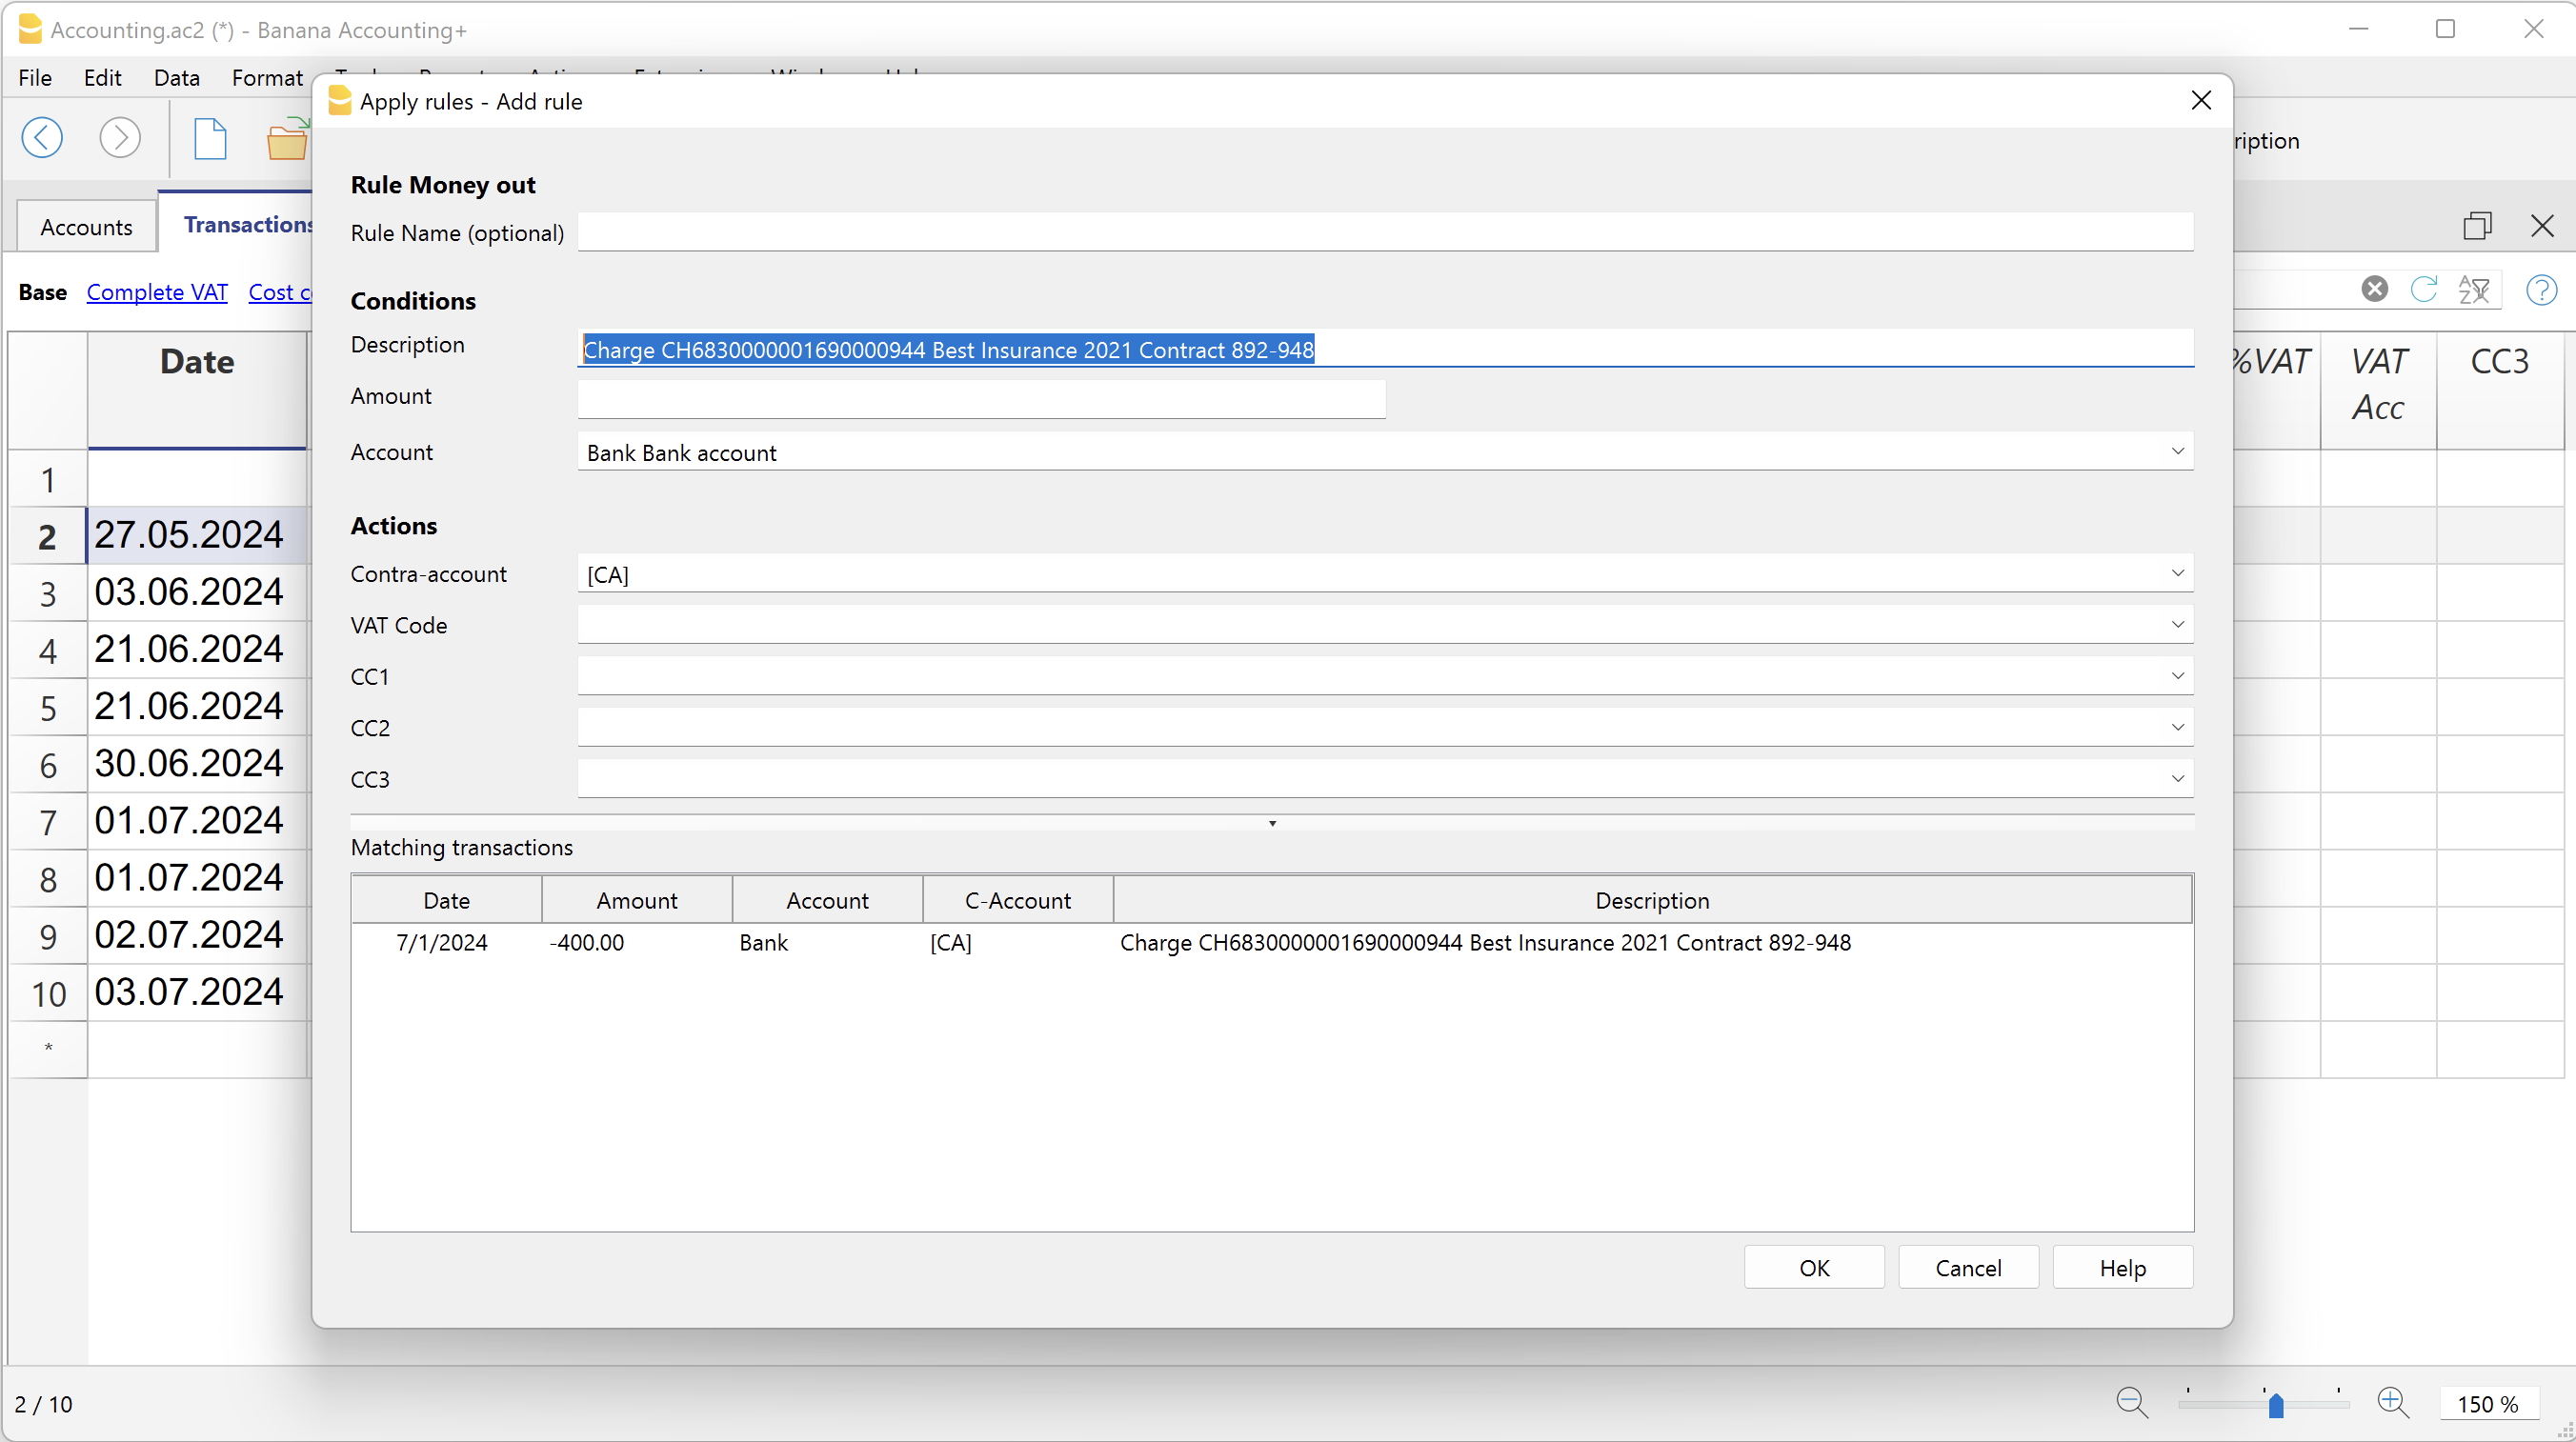 Accounting.ac2 (*) - Banana Accounting+
File Edit Data Format
Apply rules - Add rule
ription
Rule Money out
Accounts Transactions
Rule Name (optional)
Base Complete VAT Cost c
Conditions
Description Charge CH6830000001690000944 Best Insurance 2021 Contract 892-948
Date %VAT VAT Acc CC3
Amount
Account Bank Bank account
Actions
Contra-account [CA]
VAT Code
CC1
CC2
CC3
1
2 27.05.2024
3 03.06.2024
4 21.06.2024
5 21.06.2024
6 30.06.2024
7 01.07.2024
8 01.07.2024
9 02.07.2024
10 03.07.2024
*
Matching transactions
Date Amount Account C-Account Description
7/1/2024 -400.00 Bank [CA] Charge CH6830000001690000944 Best Insurance 2021 Contract 892-948
OK Cancel Help
2 / 10
150 %